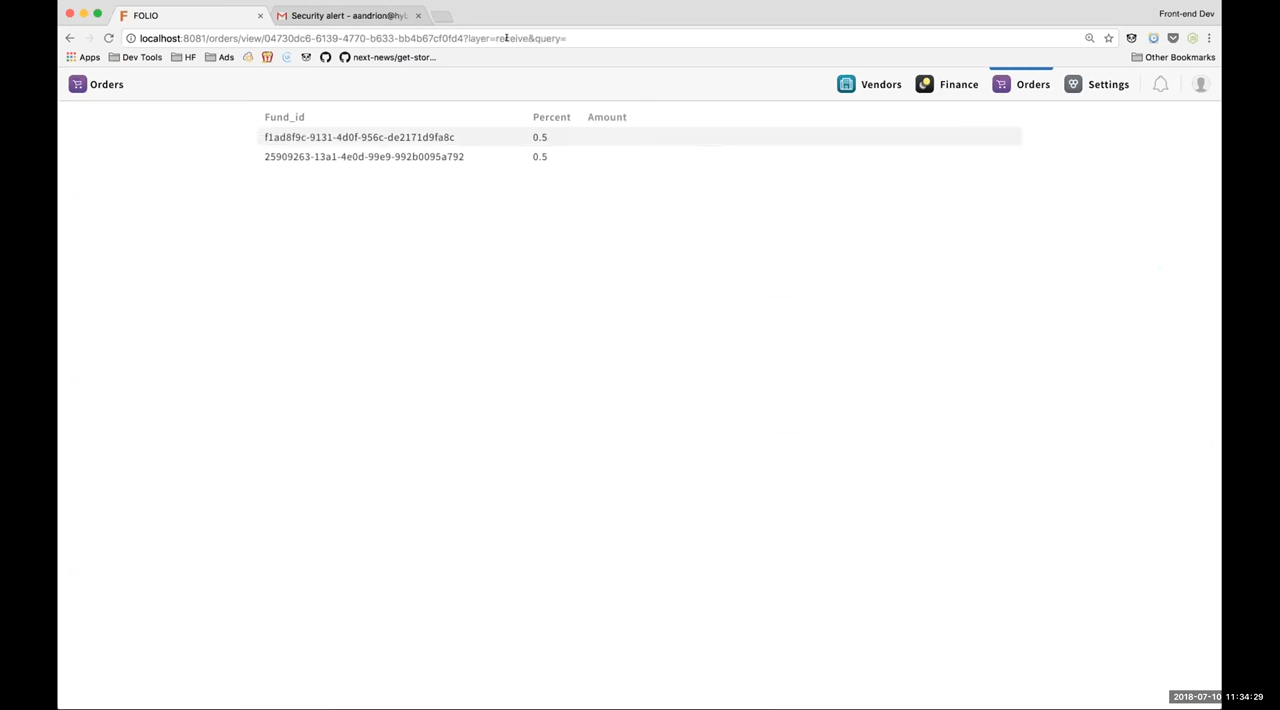 FOLIO
Security alert - aandrion@hyb
Front-end Dev
localhost:8081/orders/view/04730dc6-6139-4770-b633-bb4b67cf0fd4?layer=receive&query=
Apps Dev Tools HF Ads next-news/get-stor... Other Bookmarks
Orders Vendors Finance Orders Settings
Fund_id Percent Amount
f1ad8f9c-9131-4d0f-956c-de2171d9fa8c 0.5
25909263-13a1-4e0d-99e9-992b0095a792 0.5
2018-07-10 11:34:29